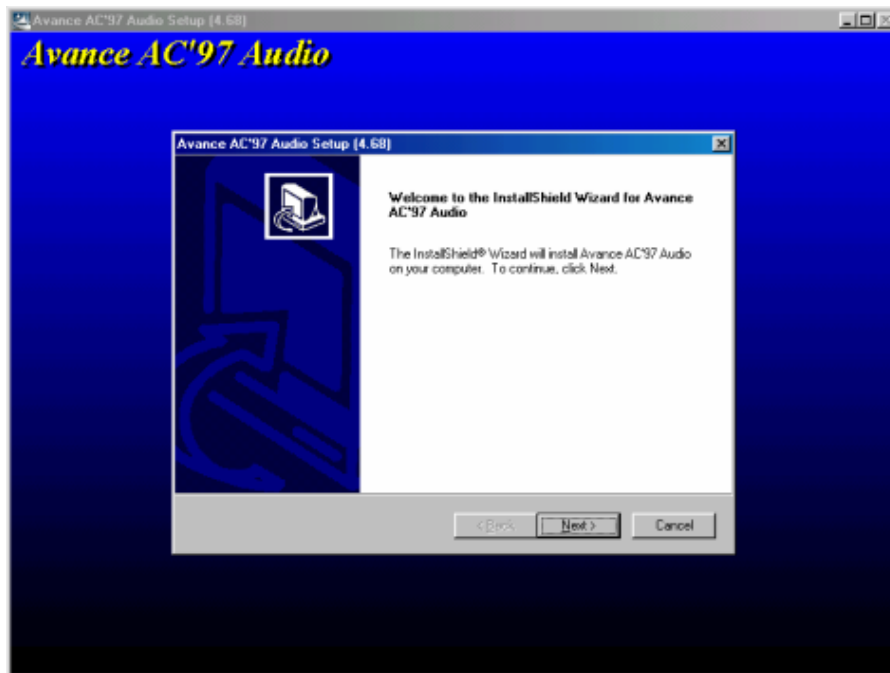 Avance AC'97 Audio Setup (4.68)
Avance AC'97 Audio
Avance AC'97 Audio Setup (4.68)
Welcome to the InstallShield Wizard for Avance
AC'97 Audio
The InstallShield® Wizard will install Avance AC'97 Audio
on your computer. To continue, click Next.
< Back Next > Cancel